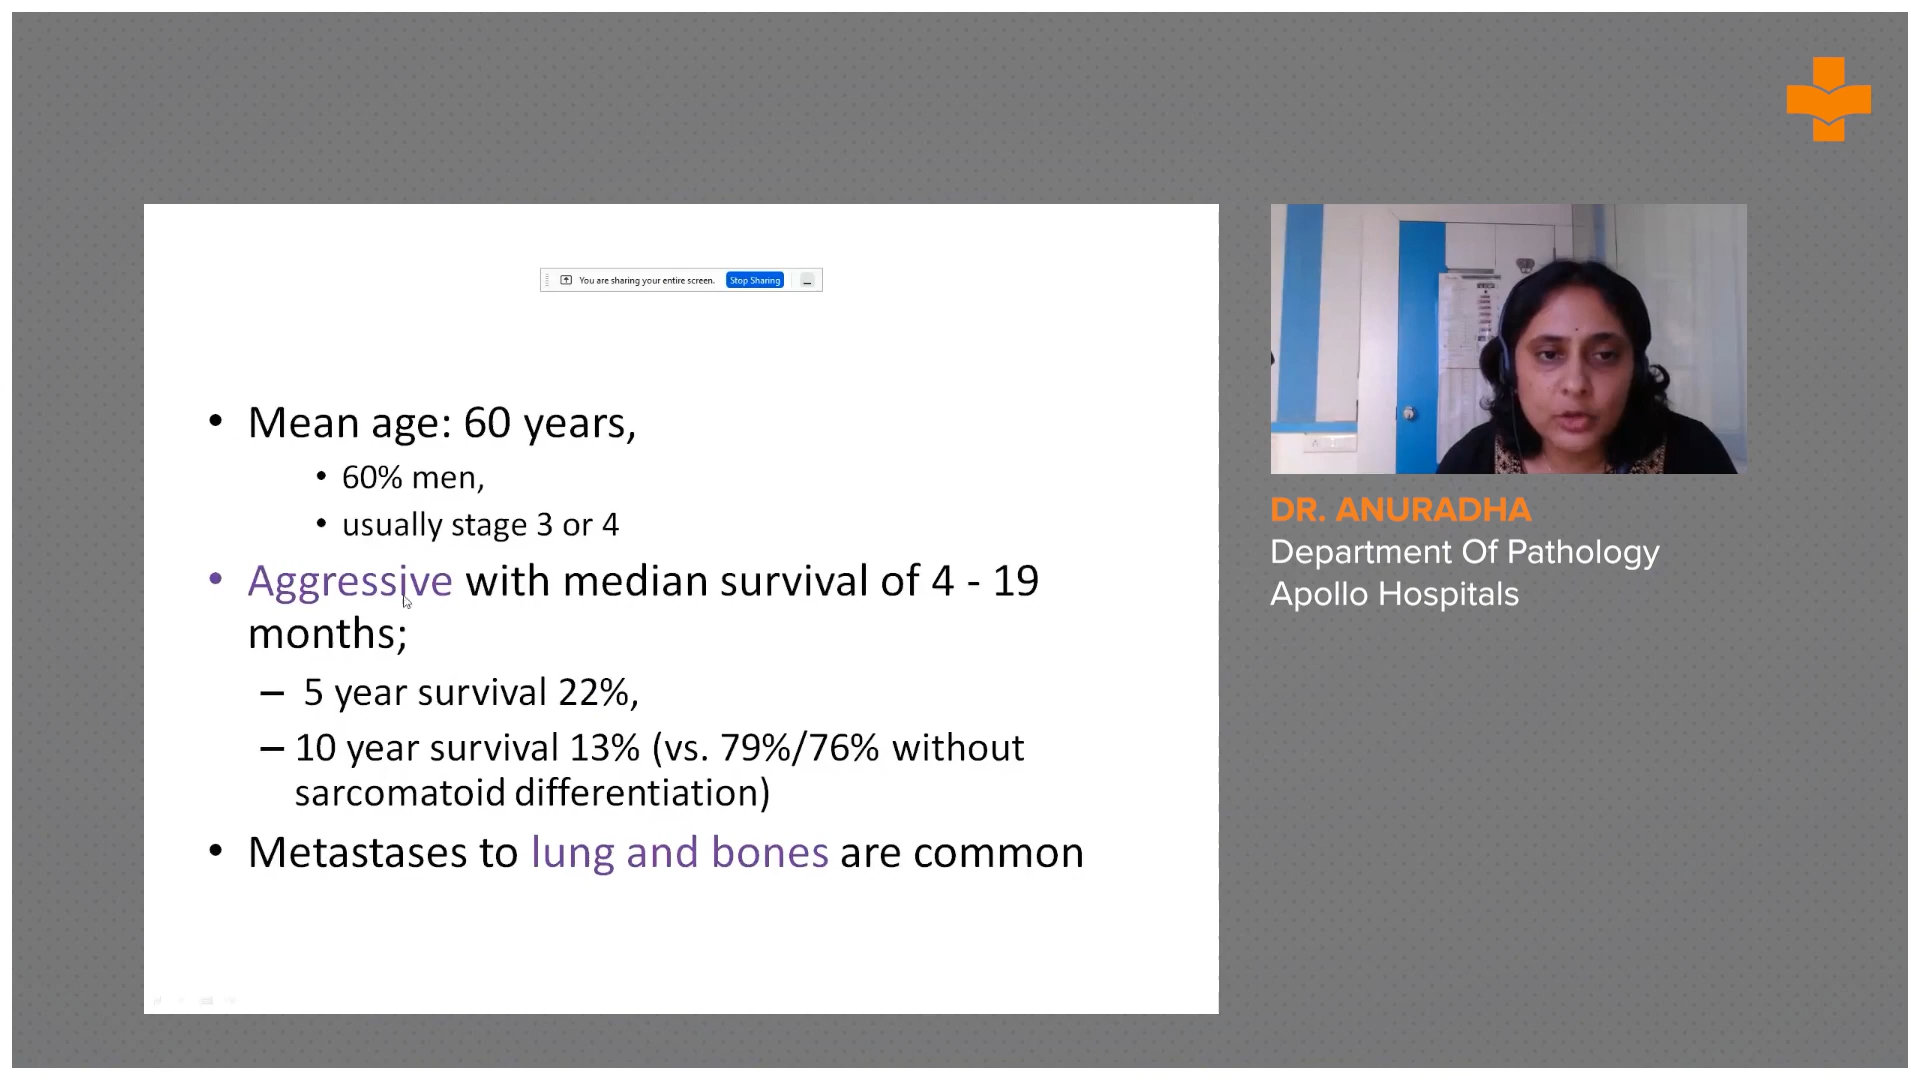 You are sharing your entire screen. Stop Sharing
• Mean age: 60 years,
• 60% men,
• usually stage 3 or 4
• Aggressive with median survival of 4 - 19
months;
– 5 year survival 22%,
– 10 year survival 13% (vs. 79%/76% without
sarcomatoid differentiation)
• Metastases to lung and bones are common
DR. ANURADHA
Department Of Pathology
Apollo Hospitals